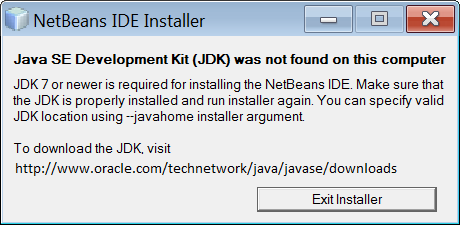 NetBeans IDE Installer
Java SE Development Kit (JDK) was not found on this computer
JDK 7 or newer is required for installing the NetBeans IDE. Make sure that
the JDK is properly installed and run installer again. You can specify valid
JDK location using --javahome installer argument.
To download the JDK, visit
http://www.oracle.com/technetwork/java/javase/downloads
Exit Installer